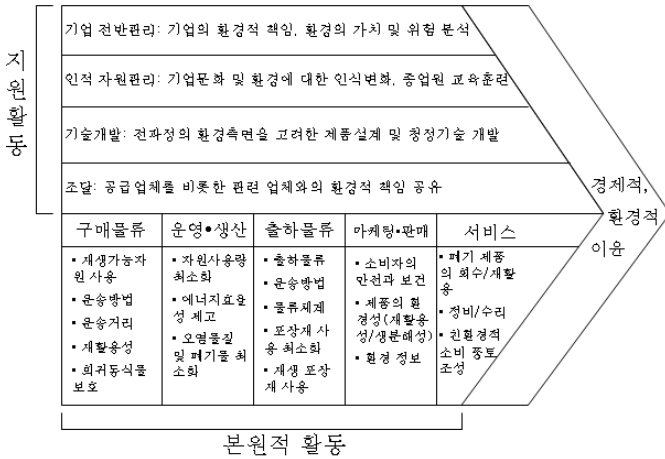 지원활동
기업 전반관리: 기업의 환경적 책임, 환경의 가치 및 위험 분석
인적 자원관리: 기업문화 및 환경에 대한 인식변화, 종업원 교육훈련
기술개발: 전과정의 환경측면을 고려한 제품설계 및 청정기술 개발
조달: 공급업체를 비롯한 관련 업체와의 환경적 책임 공유
경제적,
환경적
이윤
구매물류
▪ 재생가능자
원 사용
▪ 운송방법
▪ 운송거리
▪ 재활용성
▪ 희귀동식물
보호
운영•생산
▪ 자원사용량
최소화
▪ 에너지효율
성 제고
▪ 오염물질
및 폐기물 최
소화
출하물류
▪ 출하물류
▪ 운송방법
▪ 물류체계
▪ 포장재 사
용 최소화
▪ 재생 포장
재 사용
마케팅•판매
▪ 소비자의
안전과 보건
▪ 제품의 환
경성(재활용
성/생분해성)
▪ 환경 정보
서비스
▪ 폐기 제품
의 회수/재활
용
▪ 정비/수리
▪ 친환경적
소비 풍토
조성
본원적 활동